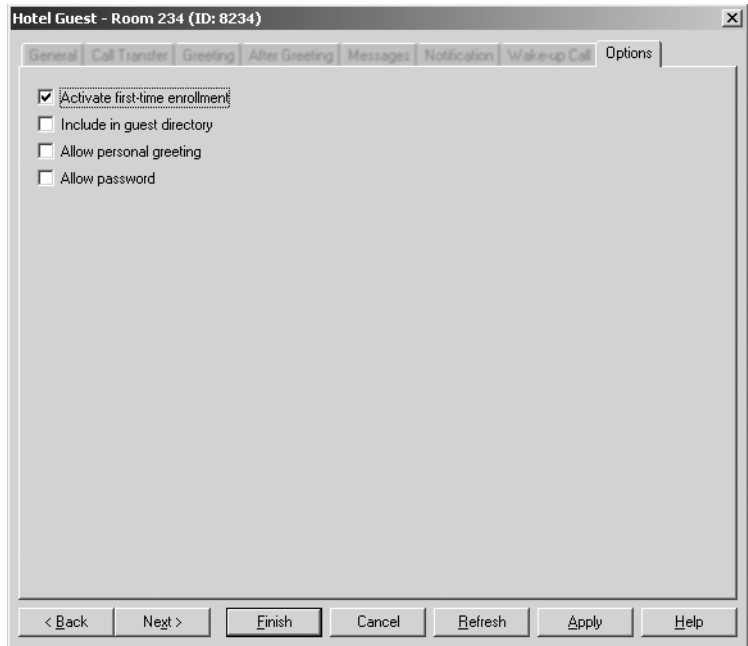 Hotel Guest - Room 234 (ID: 8234)
General Call Transfer Greeting After Greeting Messages Notification Wake-up Call Options
Activate first-time enrollment
Include in guest directory
Allow personal greeting
Allow password
< Back Next > Finish Cancel Refresh Apply Help